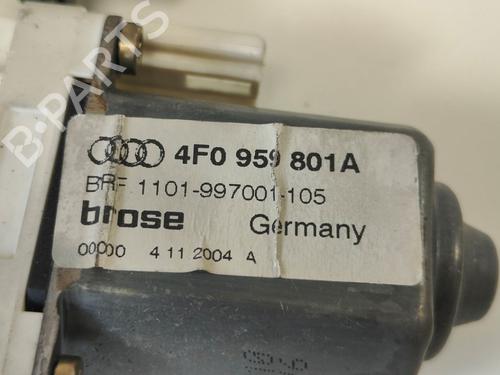 4F0 959 801A
BRF 1101-997001-105
brose Germany
00000 4 11 2004 A
B-PARTS